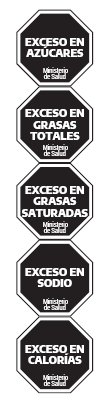 EXCESO EN
AZÚCARES
Ministerio
de Salud
EXCESO EN
GRASAS
TOTALES
Ministerio
de Salud
EXCESO EN
GRASAS
SATURADAS
Ministerio
de Salud
EXCESO EN
SODIO
Ministerio
de Salud
EXCESO EN
CALORÍAS
Ministerio
de Salud